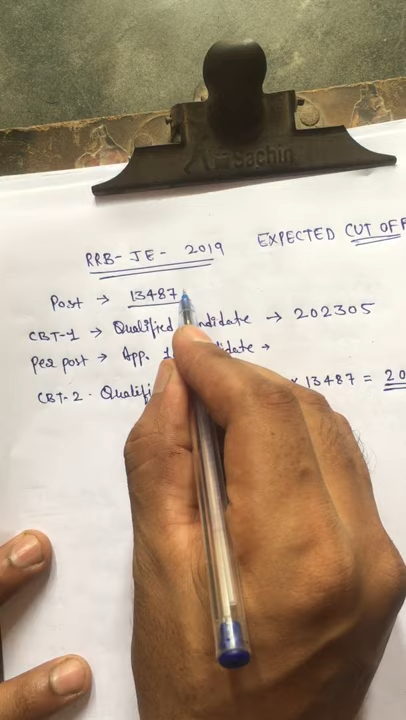 Sachin
RRB - JE - 2019 EXPECTED CUT OFF
Post → 13487
CBT-1 → Qualified → 202305
Per post → App.
CBT-2 . × 13487 = 20